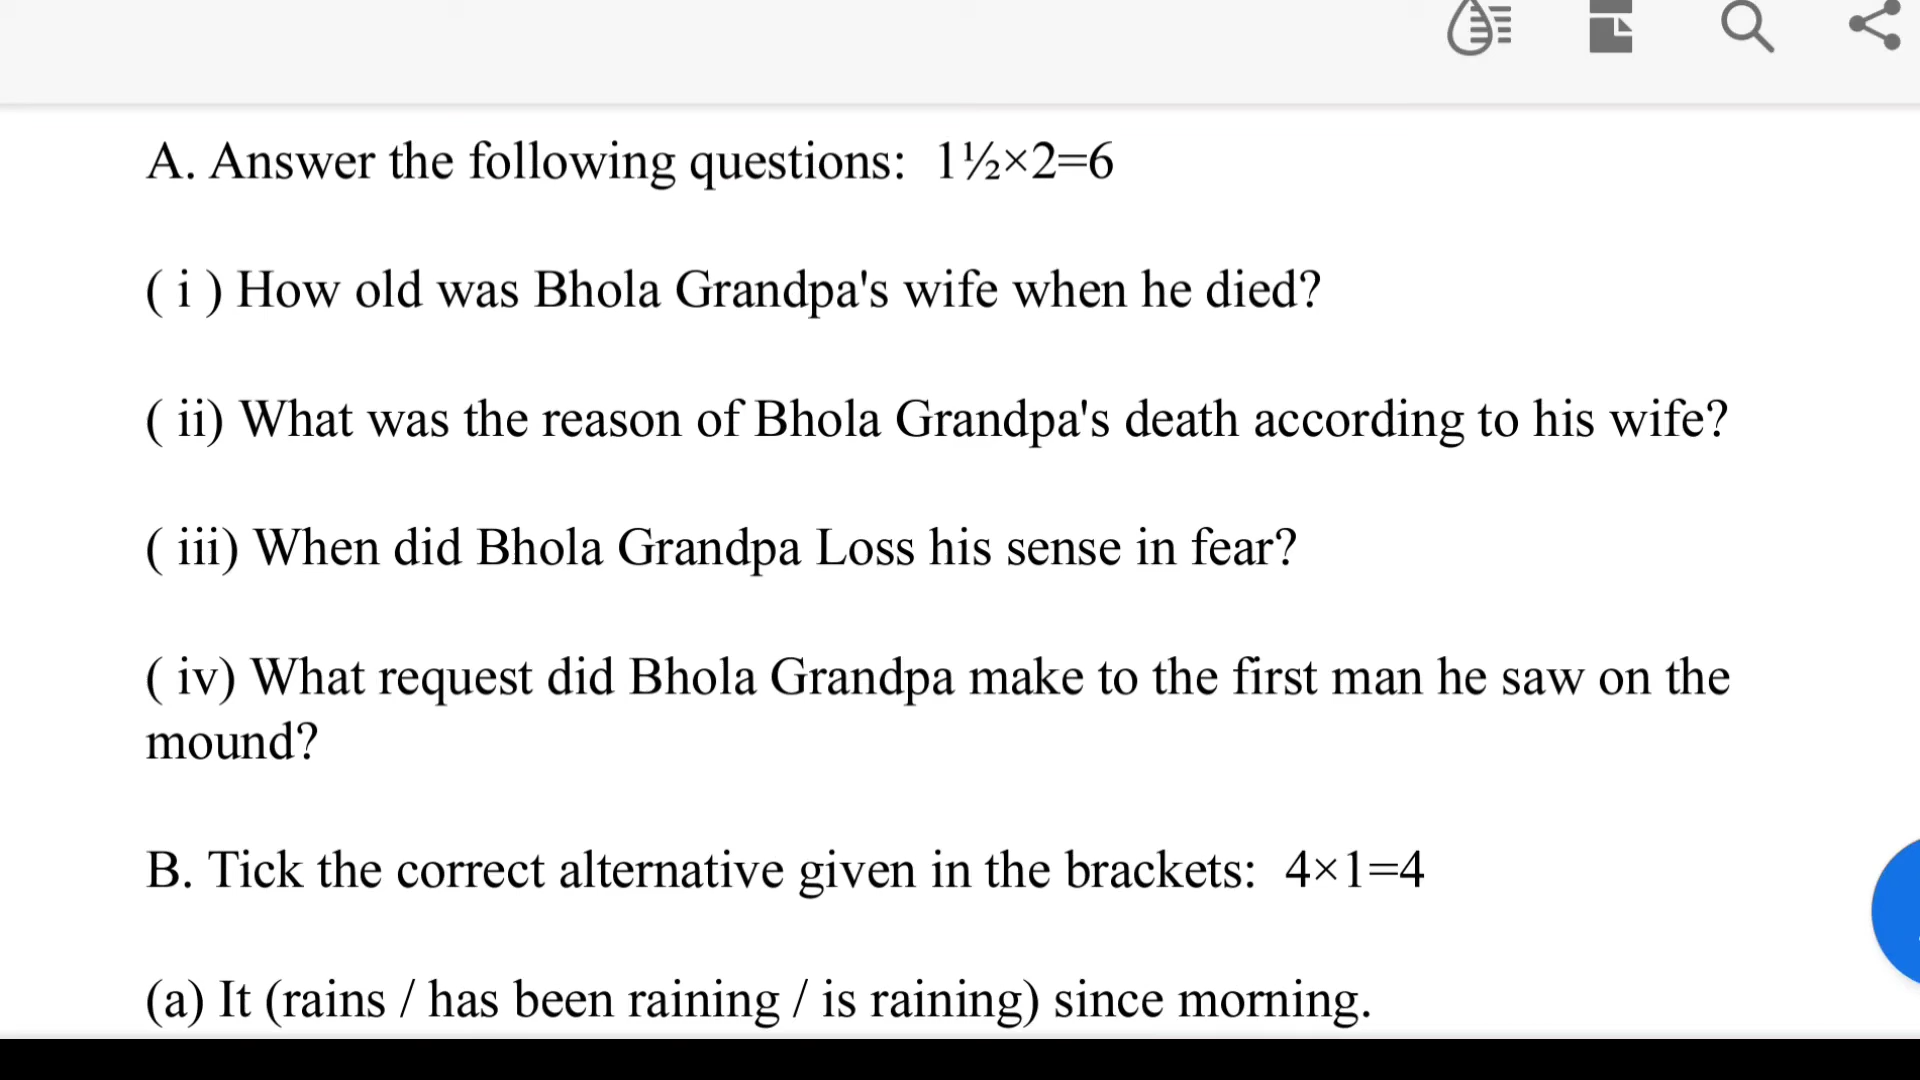 A. Answer the following questions: 1½×2=6
( i ) How old was Bhola Grandpa's wife when he died?
( ii) What was the reason of Bhola Grandpa's death according to his wife?
( iii) When did Bhola Grandpa Loss his sense in fear?
( iv) What request did Bhola Grandpa make to the first man he saw on the
mound?
B. Tick the correct alternative given in the brackets: 4×1=4
(a) It (rains / has been raining / is raining) since morning.